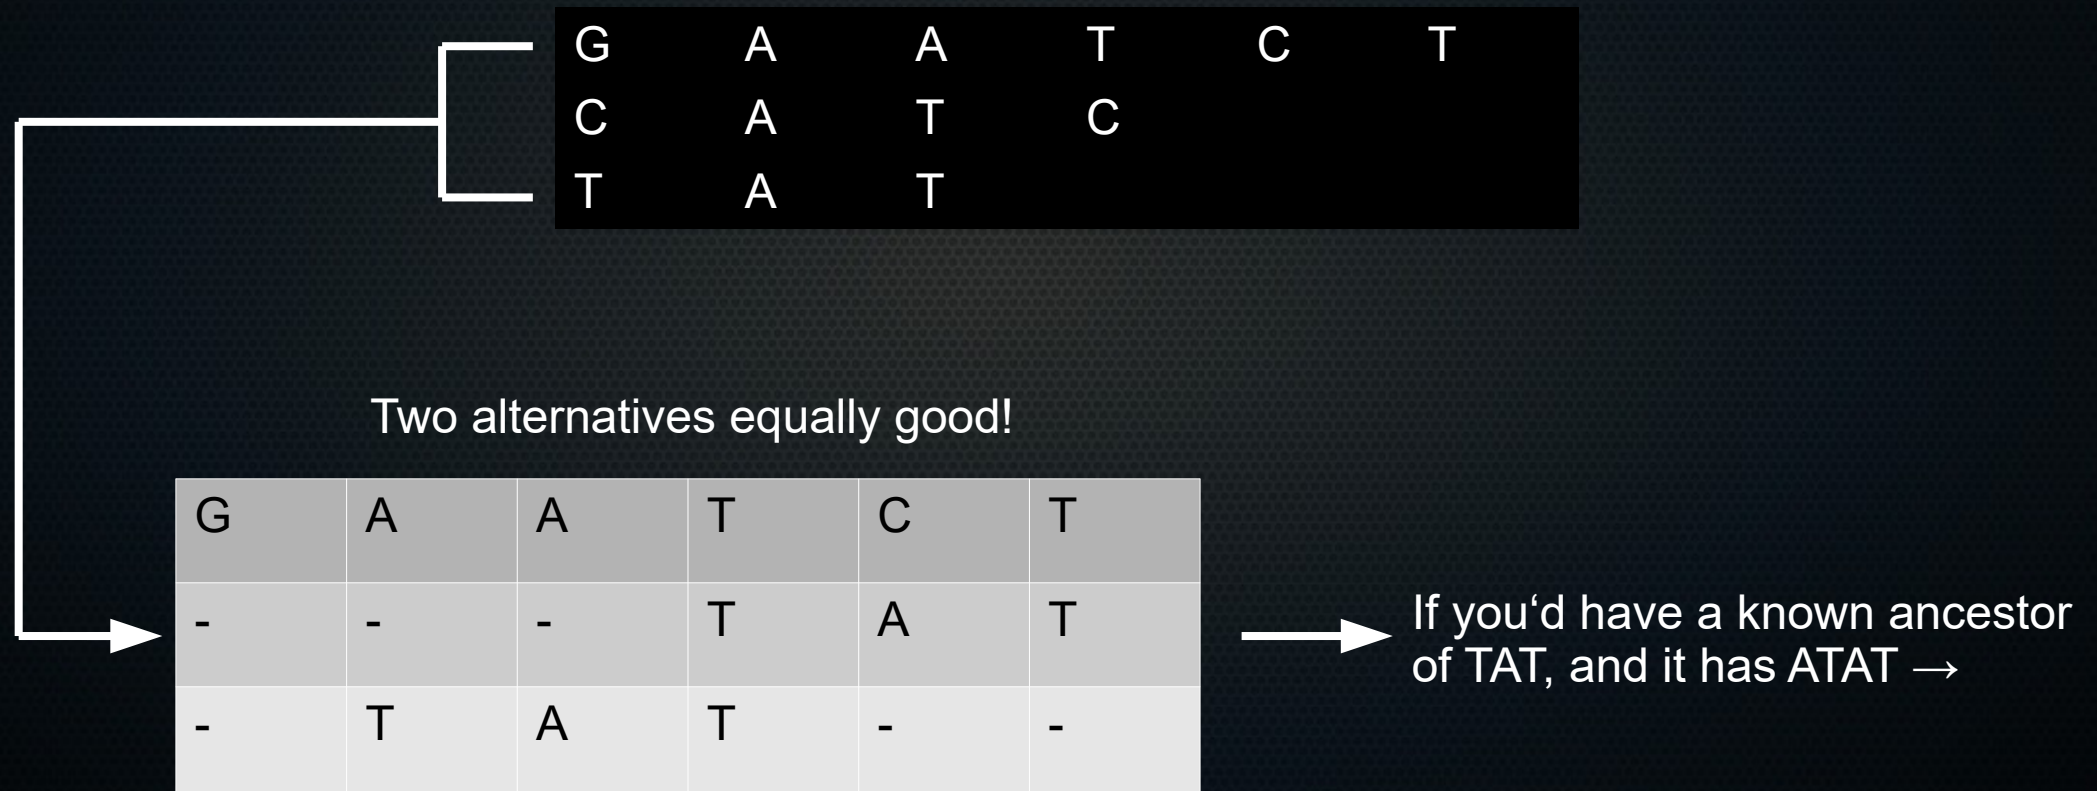 G A A T C T
C A T C
T A T
Two alternatives equally good!
G A A T C T
- - - T A T
- T A T - -
If you‘d have a known ancestor
of TAT, and it has ATAT →